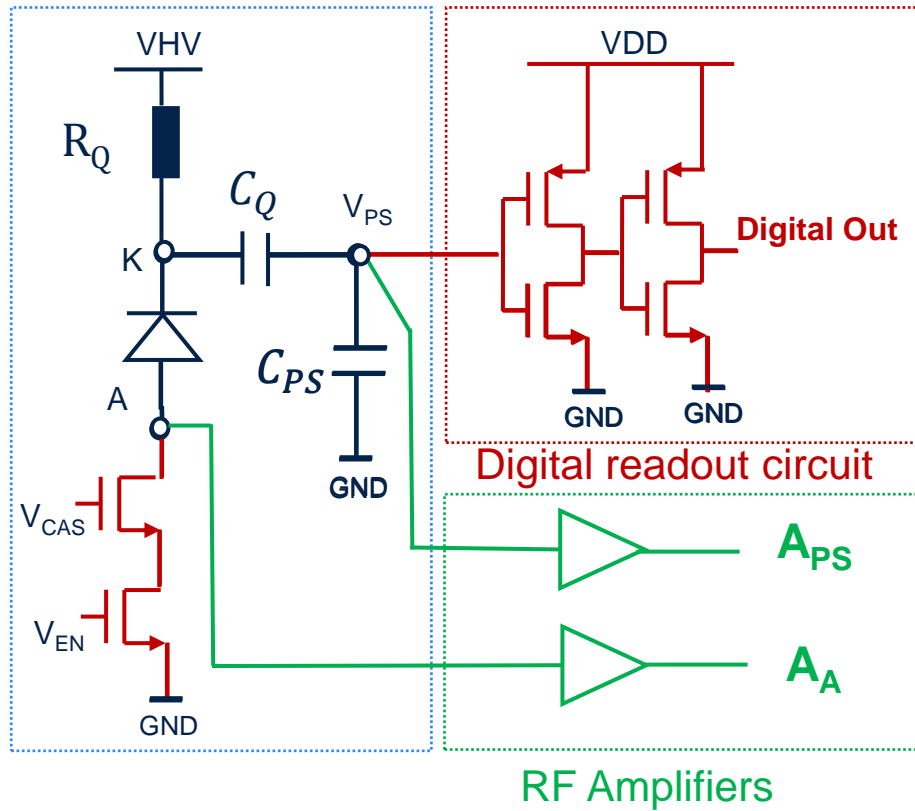 VHV
R_Q
C_Q
V_PS
K
A
C_PS
GND
V_CAS
V_EN
GND
VDD
Digital Out
GND
GND
Digital readout circuit
A_PS
A_A
RF Amplifiers